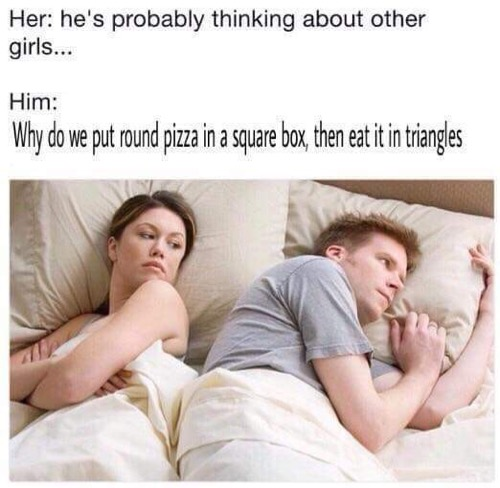 Her: he's probably thinking about other
girls...
Him:
Why do we put round pizza in a square box, then eat it in triangles